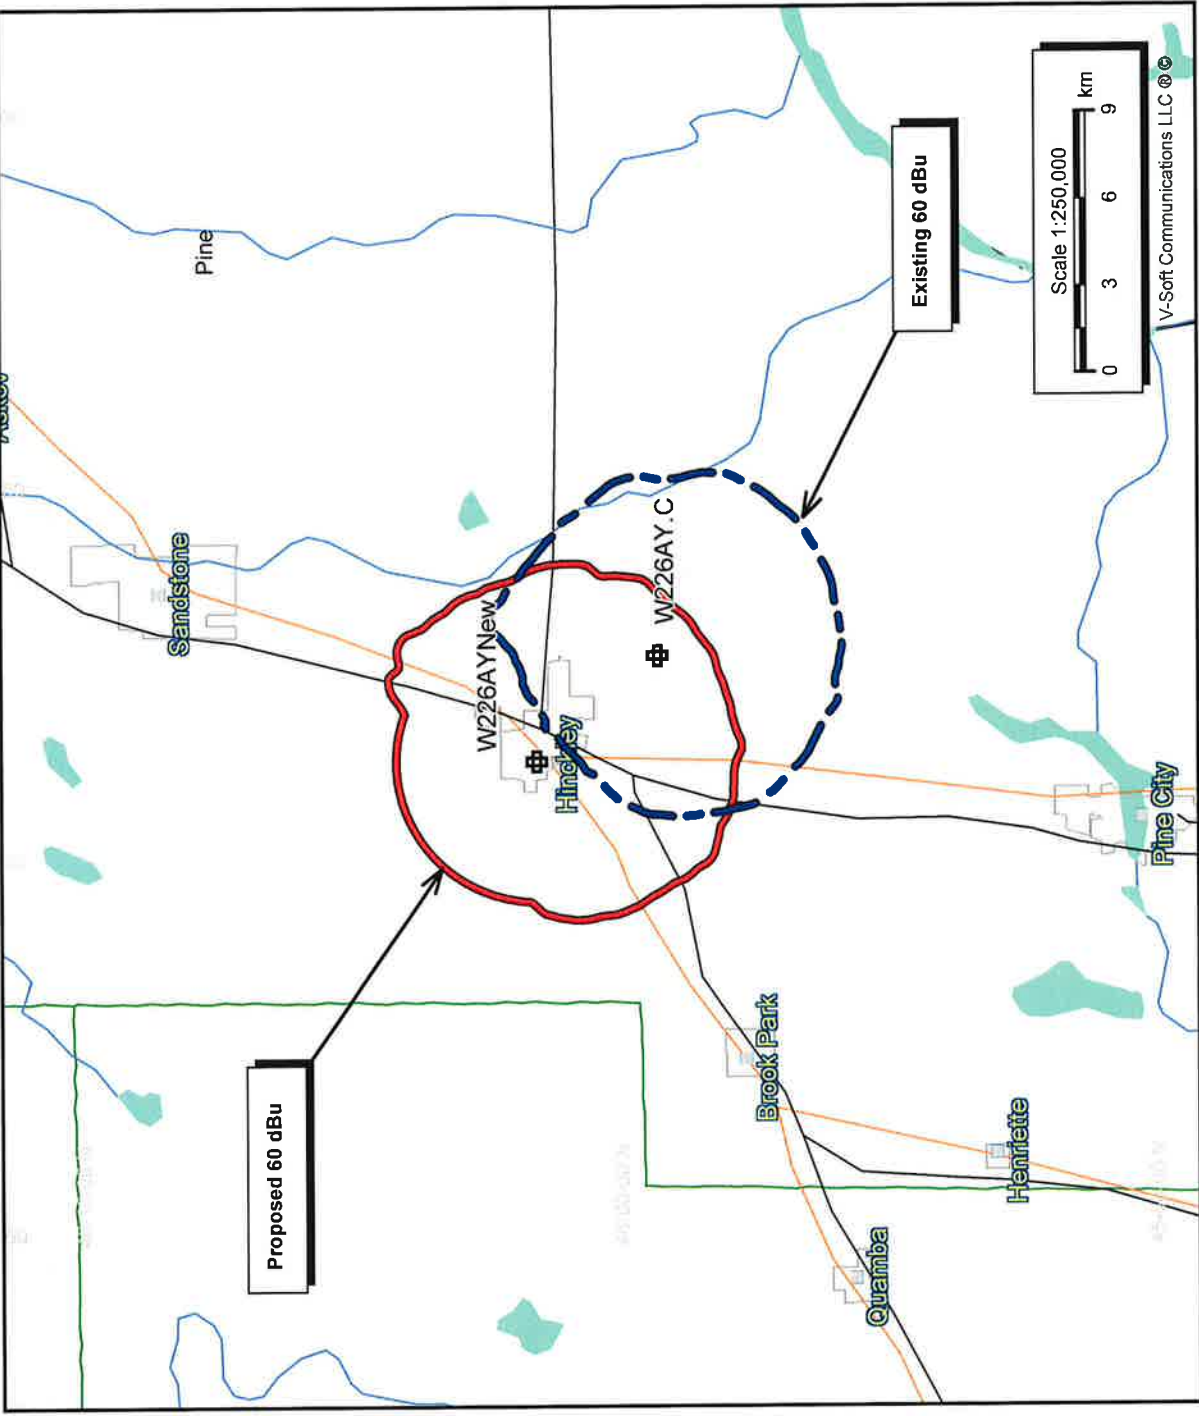 Pine
Sandstone
W226AYNew
Hinckley
W226AY.C
Existing 60 dBu
Proposed 60 dBu
Brook Park
Henriette
Quamba
Pine City
Scale 1:250,000
0 3 6 9 km
V-Soft Communications LLC ® ©